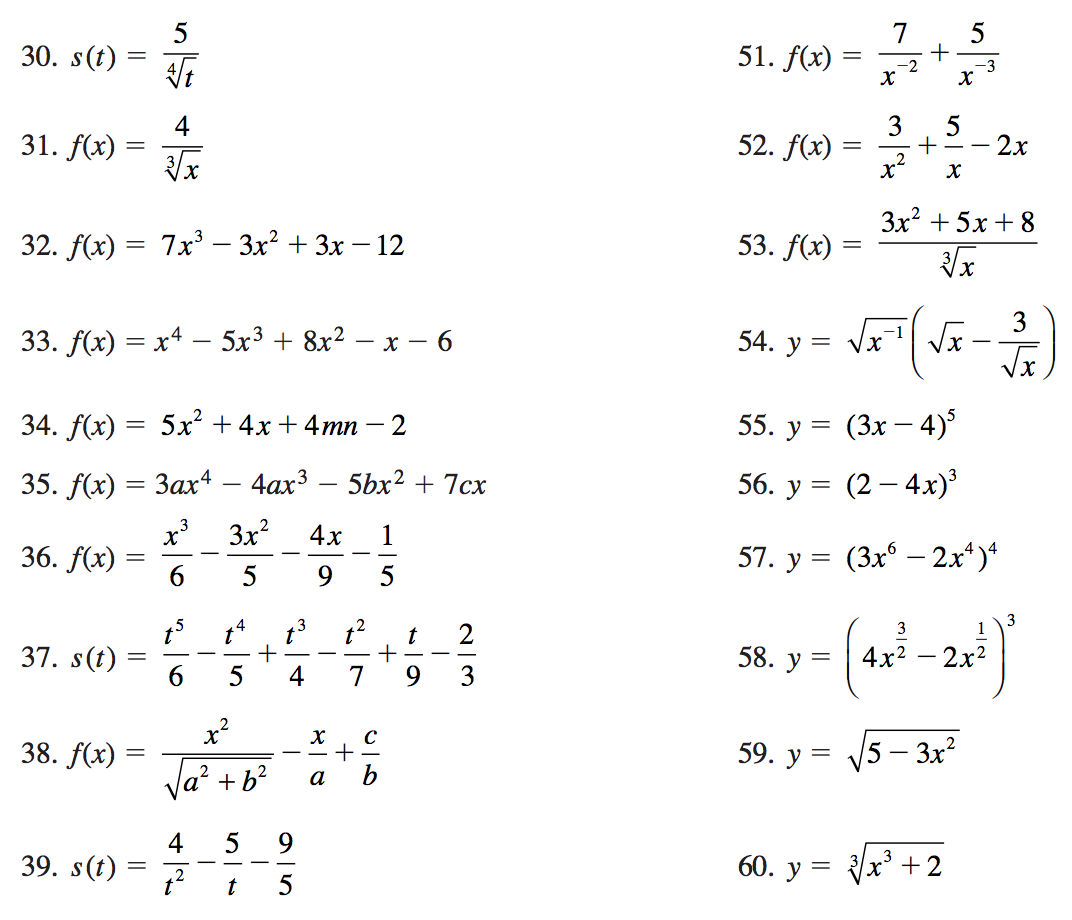 30. s(t) = 5/∜t
31. f(x) = 4/∛x
32. f(x) = 7x³ − 3x² + 3x − 12
33. f(x) = x⁴ − 5x³ + 8x² − x − 6
34. f(x) = 5x² + 4x + 4mn − 2
35. f(x) = 3ax⁴ − 4ax³ − 5bx² + 7cx
36. f(x) = x³/6 − 3x²/5 − 4x/9 − 1/5
37. s(t) = t⁵/6 − t⁴/5 + t³/4 − t²/7 + t/9 − 2/3
38. f(x) = x²/√(a² + b²) − x/a + c/b
39. s(t) = 4/t² − 5/t − 9/5
51. f(x) = 7/x⁻² + 5/x⁻³
52. f(x) = 3/x² + 5/x − 2x
53. f(x) = (3x² + 5x + 8)/∛x
54. y = √(x⁻¹) (√x − 3/√x)
55. y = (3x − 4)⁵
56. y = (2 − 4x)³
57. y = (3x⁶ − 2x⁴)⁴
58. y = (4x^(3/2) − 2x^(1/2))³
59. y = √(5 − 3x²)
60. y = ∛(x³ + 2)